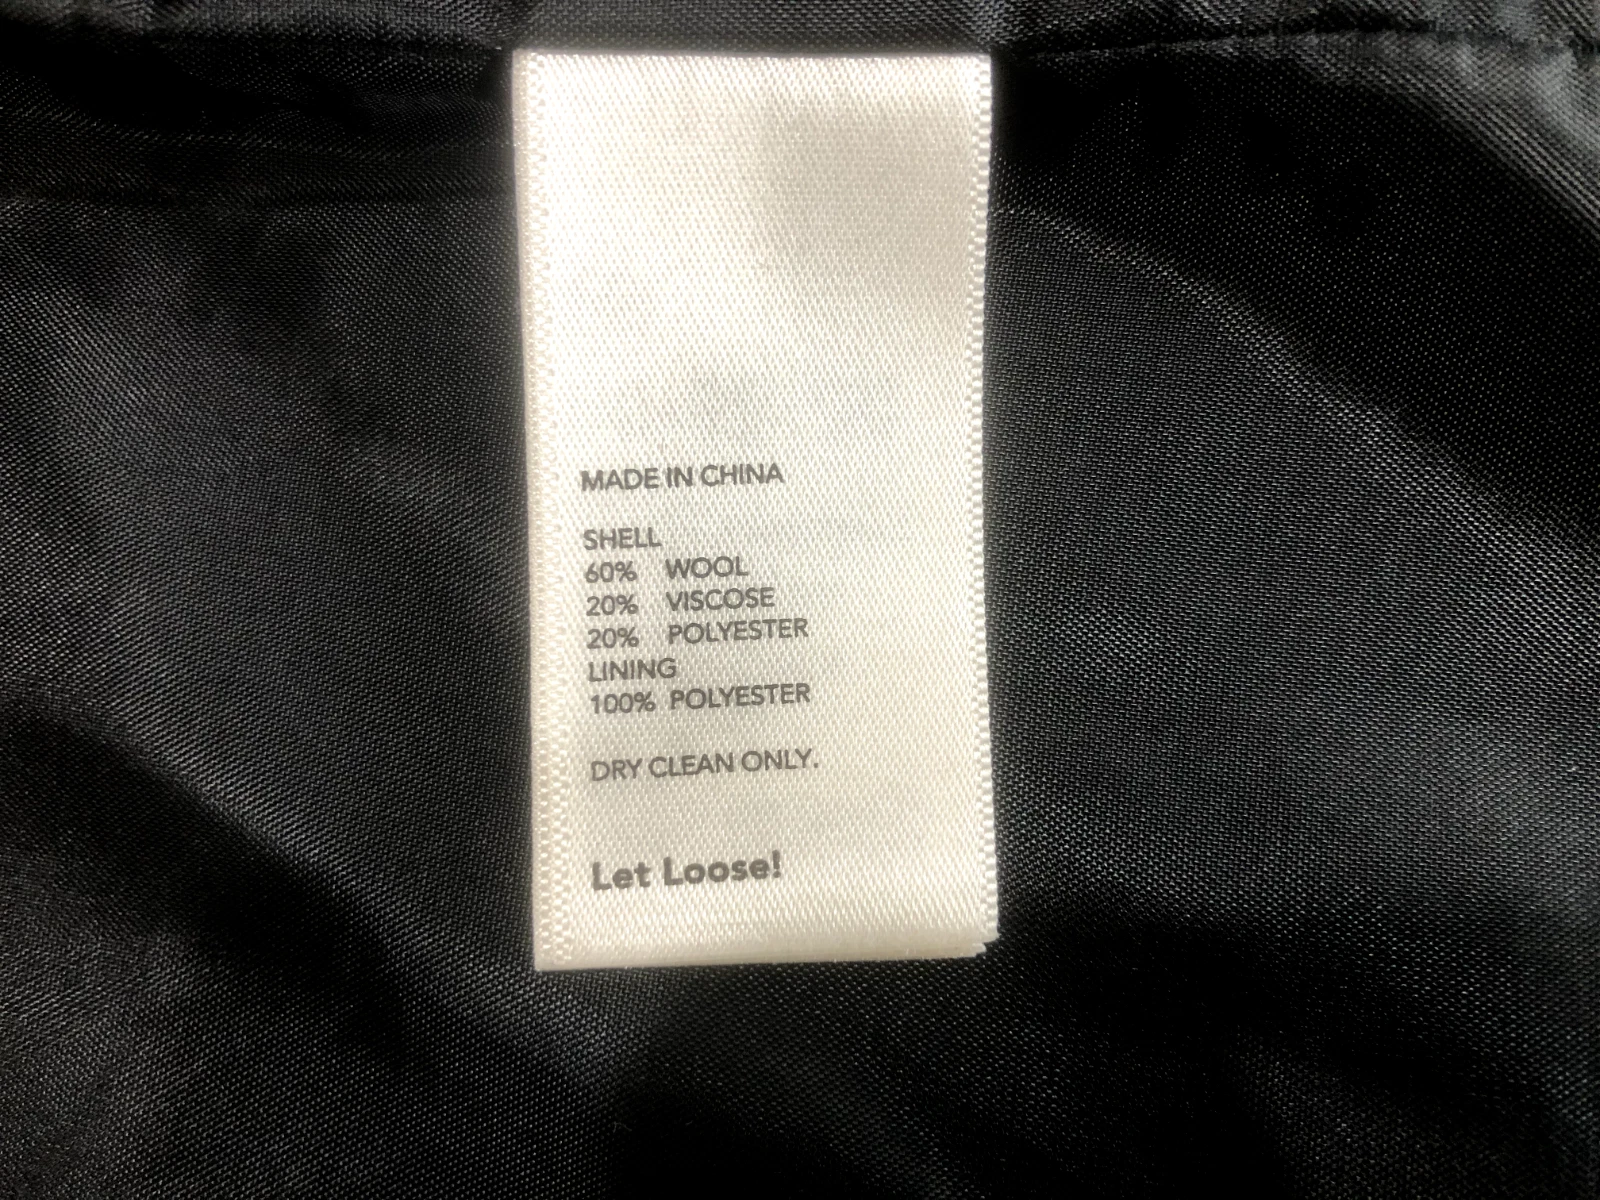 MADE IN CHINA
SHELL
60% WOOL
20% VISCOSE
20% POLYESTER
LINING
100% POLYESTER
DRY CLEAN ONLY.
Let Loose!